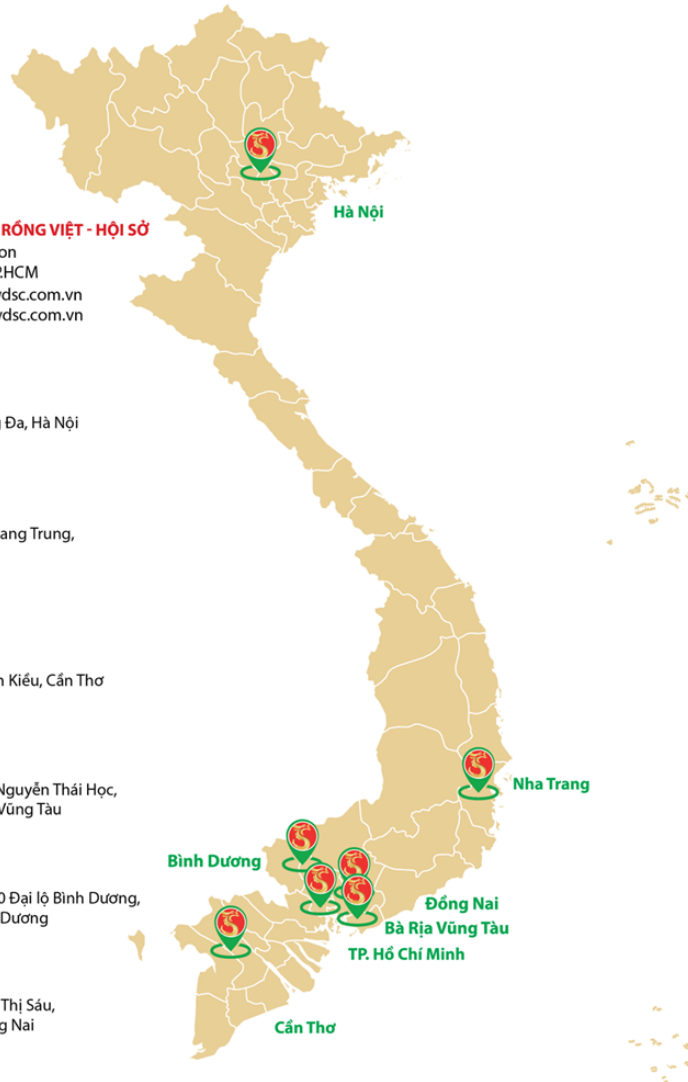 RỒNG VIỆT - HỘI SỞ
on
2HCM
vdsc.com.vn
vdsc.com.vn
Đa, Hà Nội
ang Trung,
Kiều, Cần Thơ
Nguyễn Thái Học,
Vũng Tàu
0 Đại lộ Bình Dương,
Dương
Thị Sáu,
g Nai
Hà Nội
Nha Trang
Bình Dương
Đồng Nai
Bà Rịa Vũng Tàu
TP. Hồ Chí Minh
Cần Thơ